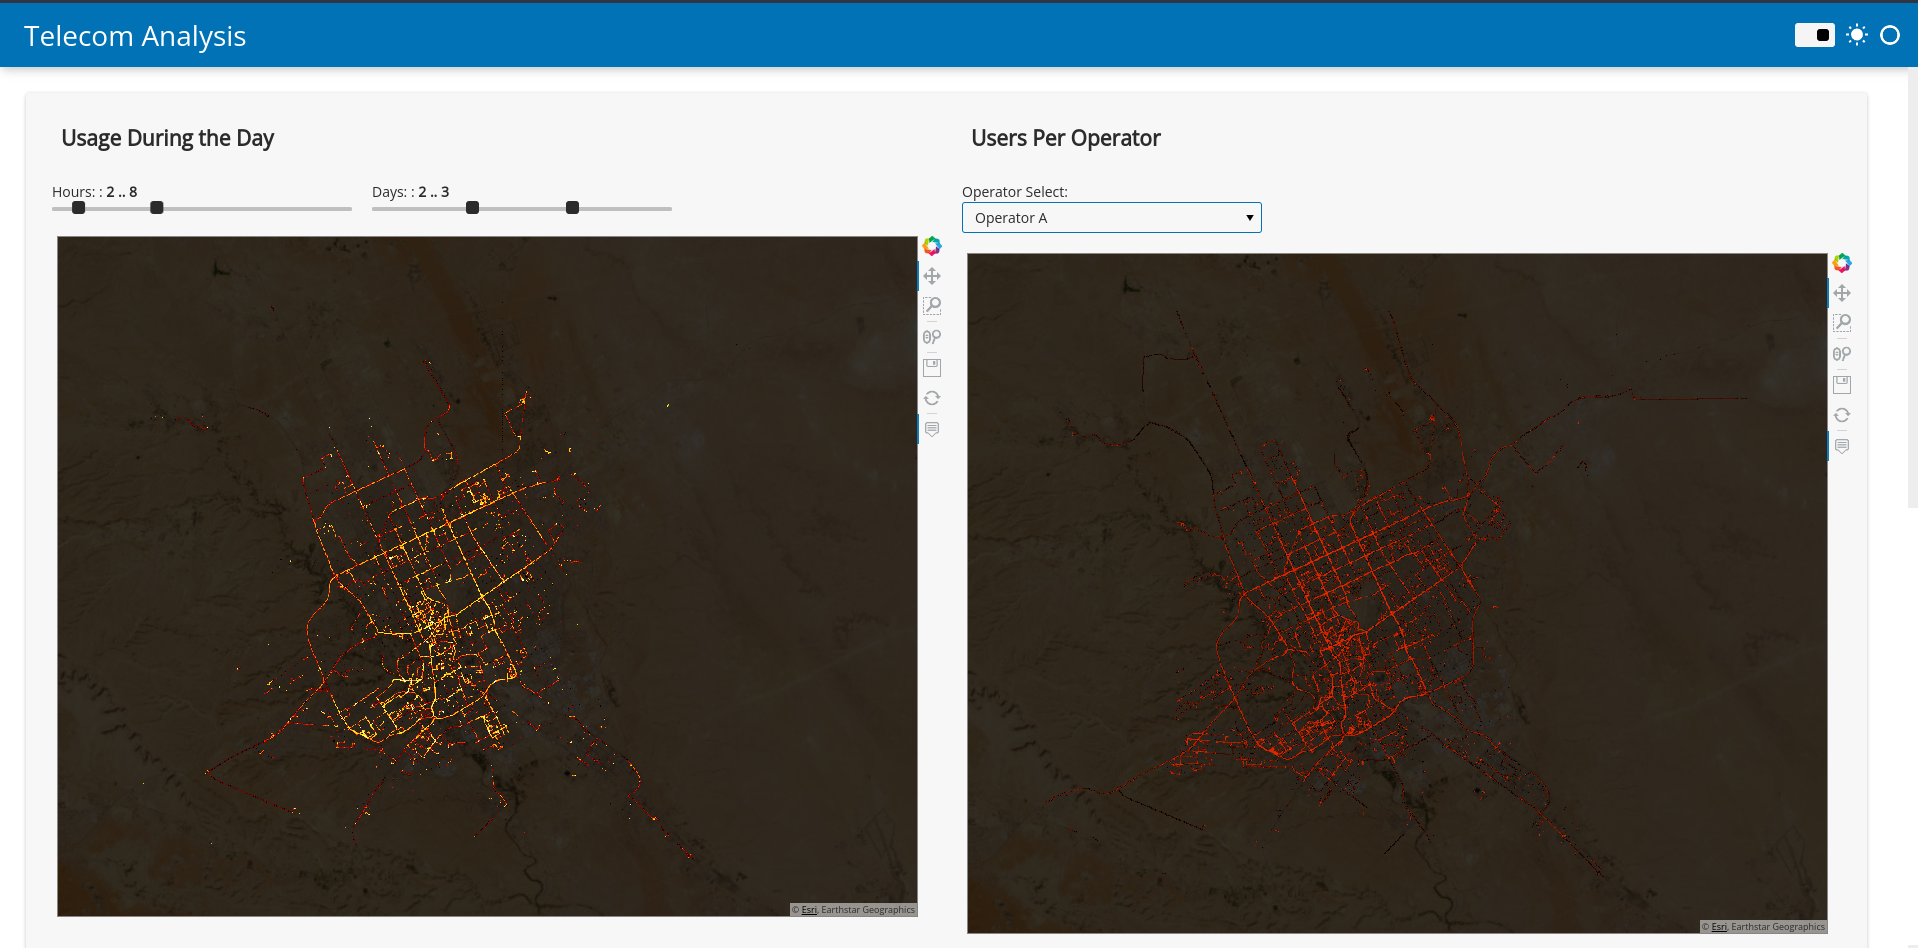 Telecom Analysis
Usage During the Day
Hours: : 2 .. 8
Days: : 2 .. 3
© Esri, Earthstar Geographics
Users Per Operator
Operator Select:
Operator A
© Esri, Earthstar Geographics